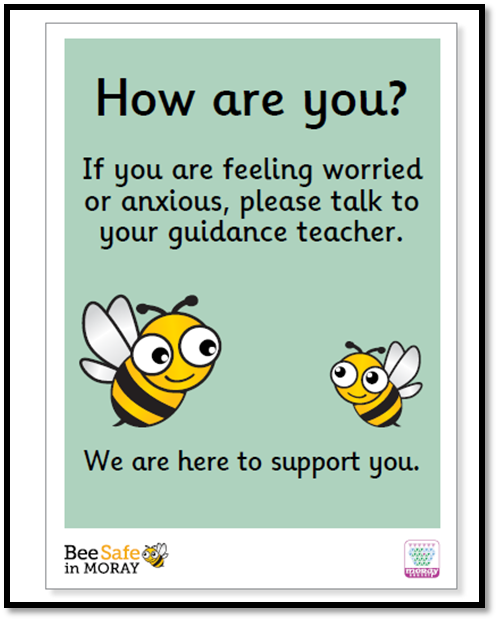 How are you?
If you are feeling worried
or anxious, please talk to
your guidance teacher.
We are here to support you.
Bee Safe
in MORAY
moray